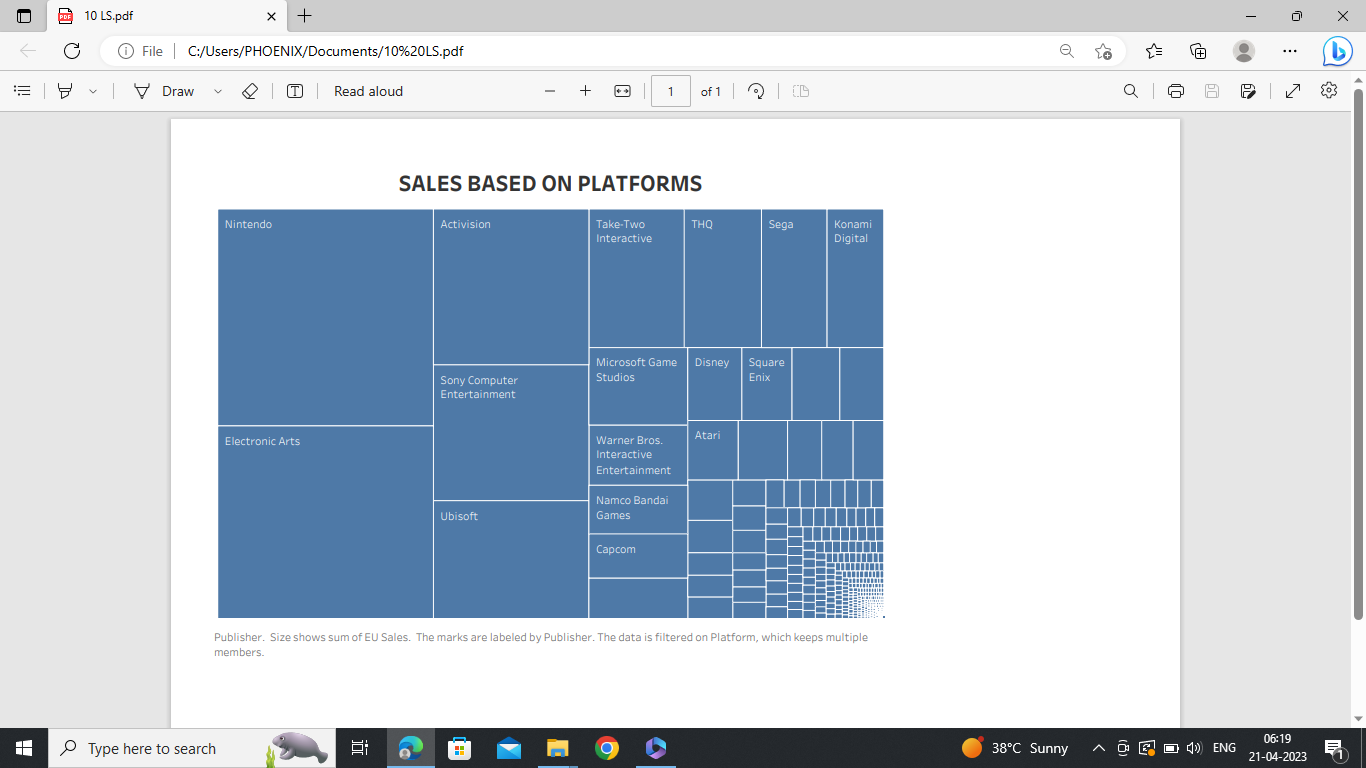 10 LS.pdf
File
C:/Users/PHOENIX/Documents/10%20LS.pdf
Draw
Read aloud
1
of 1
SALES BASED ON PLATFORMS
Nintendo
Activision
Take-Two
Interactive
THQ
Sega
Konami
Digital
Microsoft Game
Studios
Disney
Square
Enix
Sony Computer
Entertainment
Electronic Arts
Warner Bros.
Interactive
Entertainment
Atari
Namco Bandai
Games
Ubisoft
Capcom
Publisher. Size shows sum of EU Sales. The marks are labeled by Publisher. The data is filtered on Platform, which keeps multiple
members.
Type here to search
38°C Sunny
ENG
06:19
21-04-2023
1